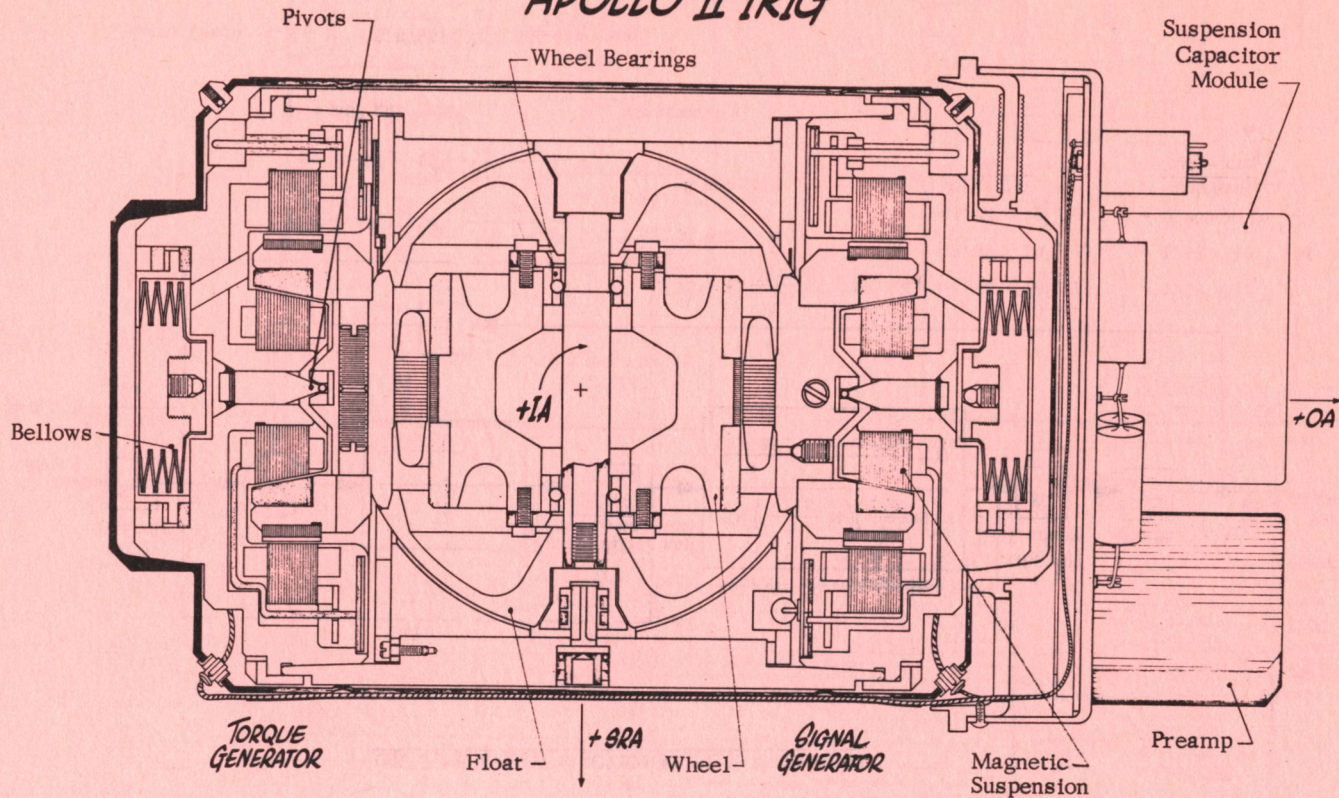 APOLLO II IRIG
Pivots
Wheel Bearings
Suspension
Capacitor
Module
+IA
Bellows
+OA
TORQUE
GENERATOR
Float
+SRA
Wheel
SIGNAL
GENERATOR
Magnetic
Suspension
Preamp